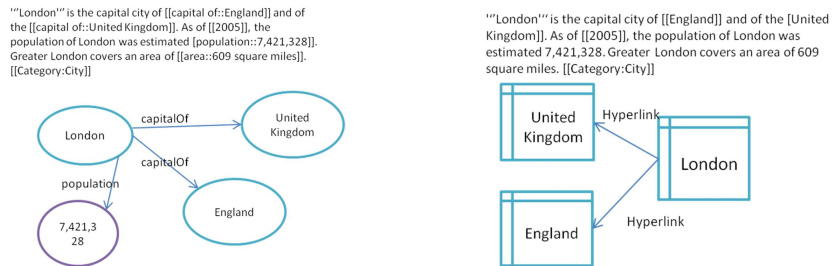 '''London''' is the capital city of [[capital of::England]] and of
the [[capital of::United Kingdom]]. As of [[2005]], the
population of London was estimated [population::7,421,328]].
Greater London covers an area of [[area::609 square miles]].
[[Category:City]]
London
capitalOf
United
Kingdom
capitalOf
population
England
7,421,3
28
'''London''' is the capital city of [[England]] and of the [United
Kingdom]]. As of [[2005]], the population of London was
estimated 7,421,328. Greater London covers an area of 609
square miles. [[Category:City]]
United
Kingdom
Hyperlink
London
England
Hyperlink